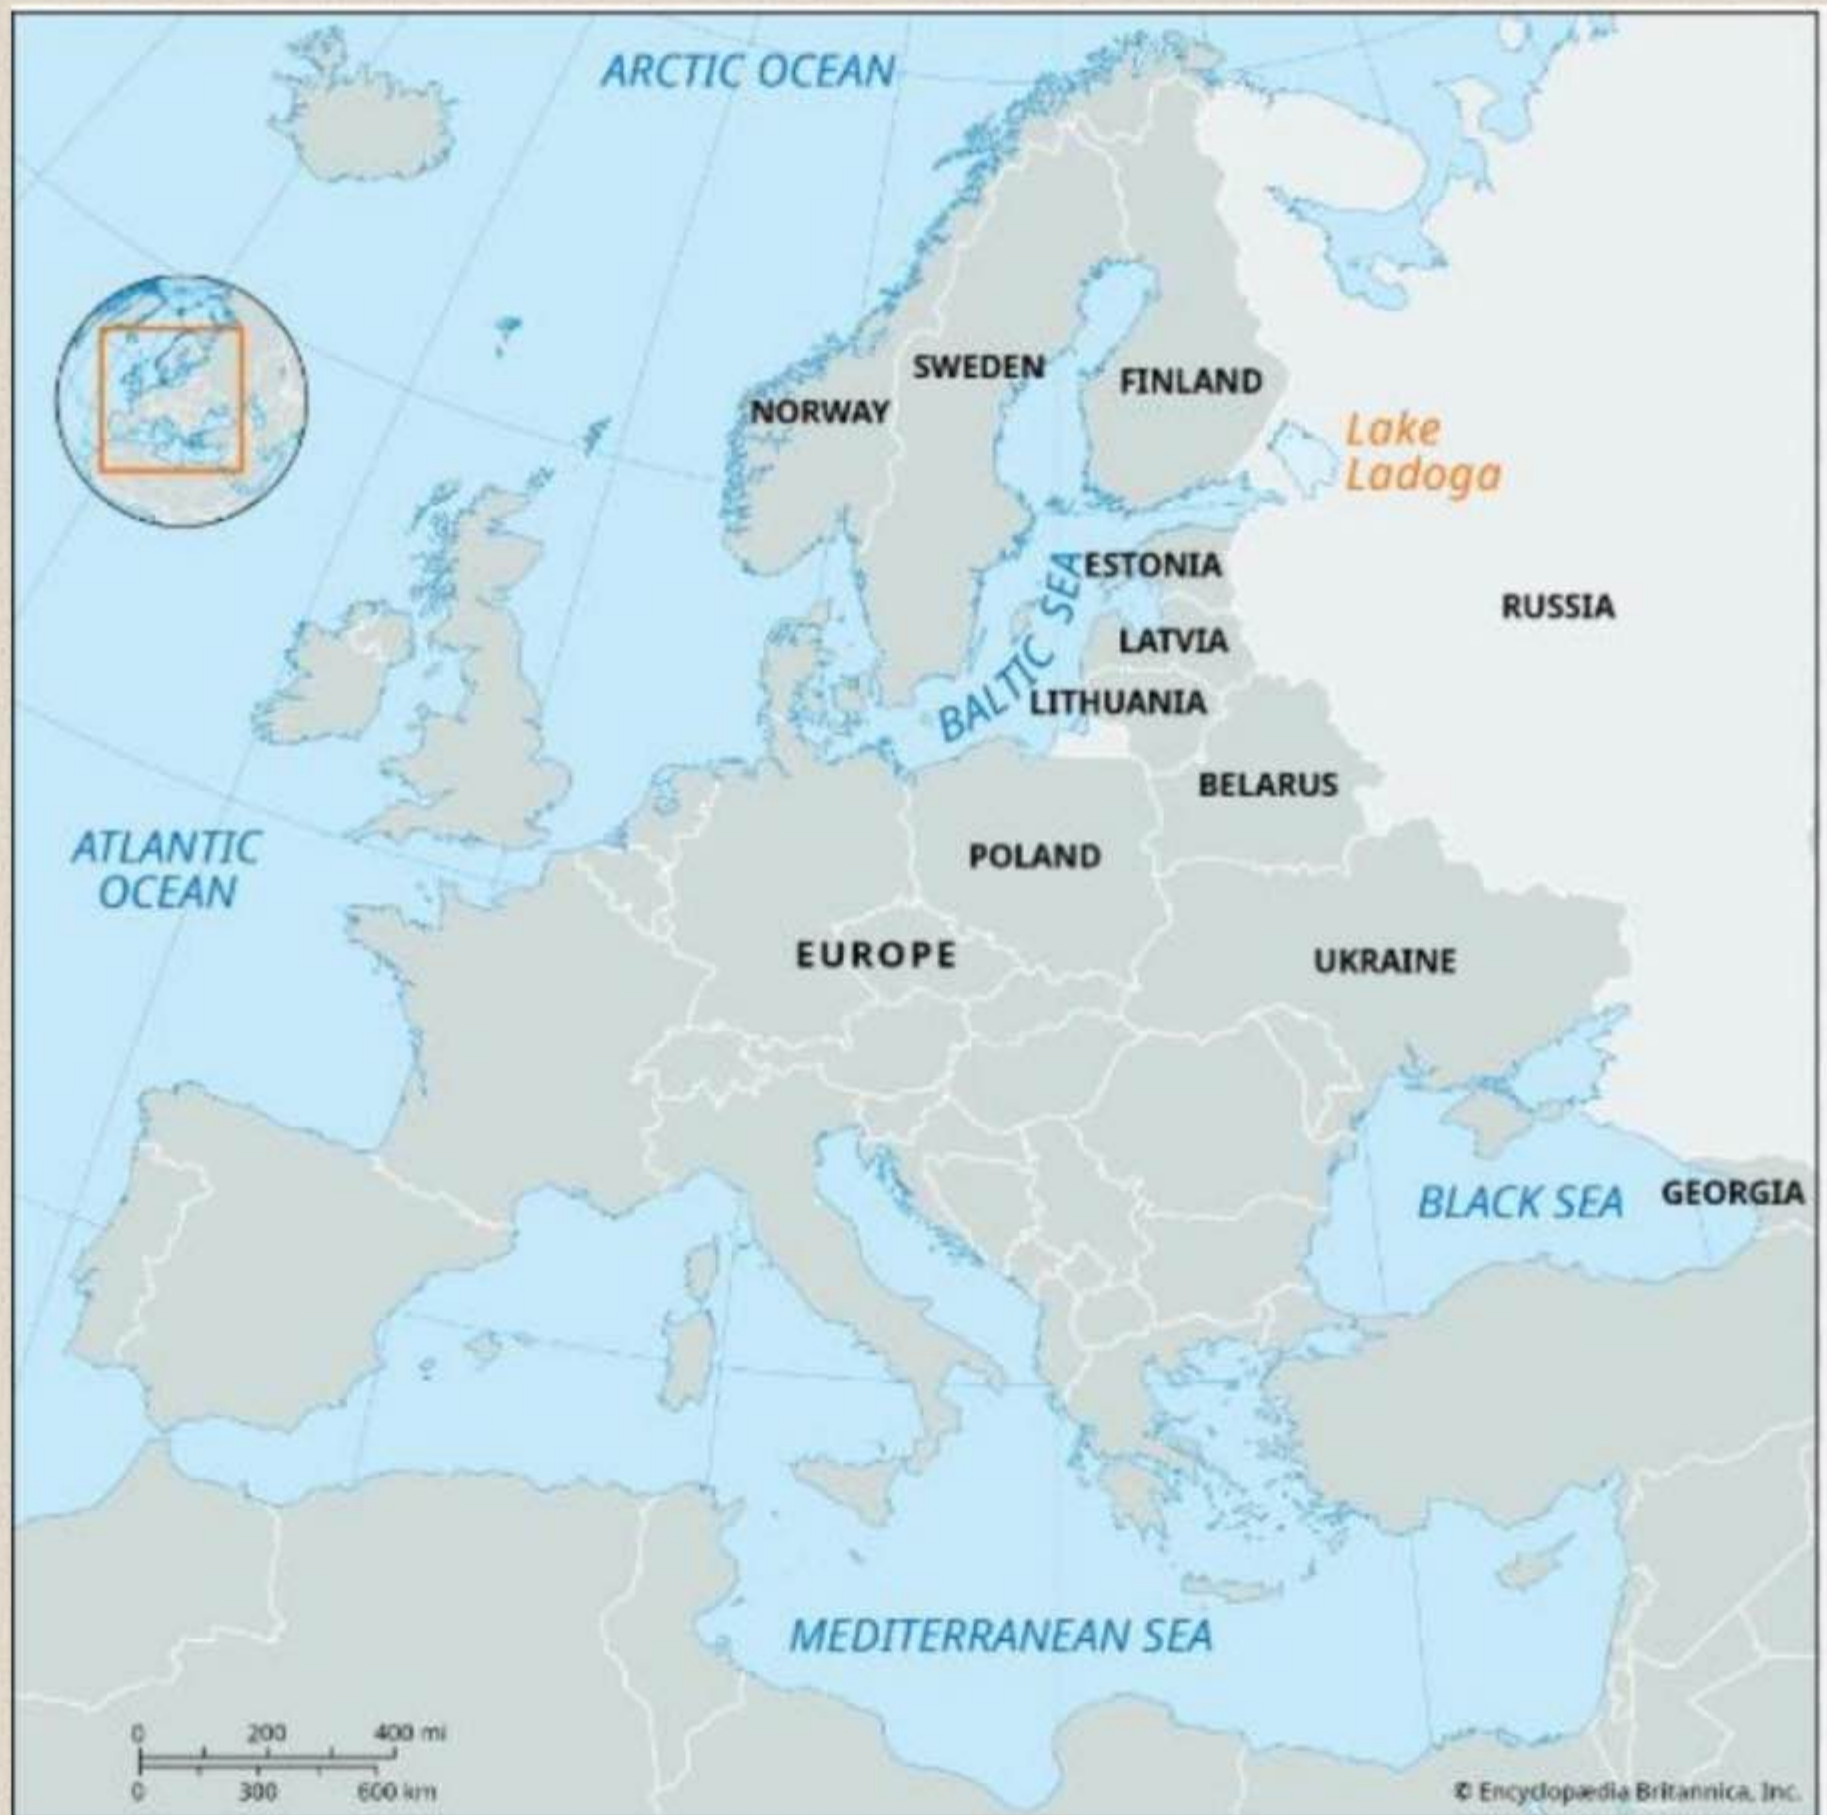 ARCTIC OCEAN
SWEDEN
FINLAND
NORWAY
Lake
Ladoga
ESTONIA
RUSSIA
LATVIA
BALTIC SEA
LITHUANIA
BELARUS
ATLANTIC
OCEAN
POLAND
EUROPE
UKRAINE
BLACK SEA
GEORGIA
MEDITERRANEAN SEA
0 200 400 mi
0 300 600 km
© Encyclopædia Britannica, Inc.